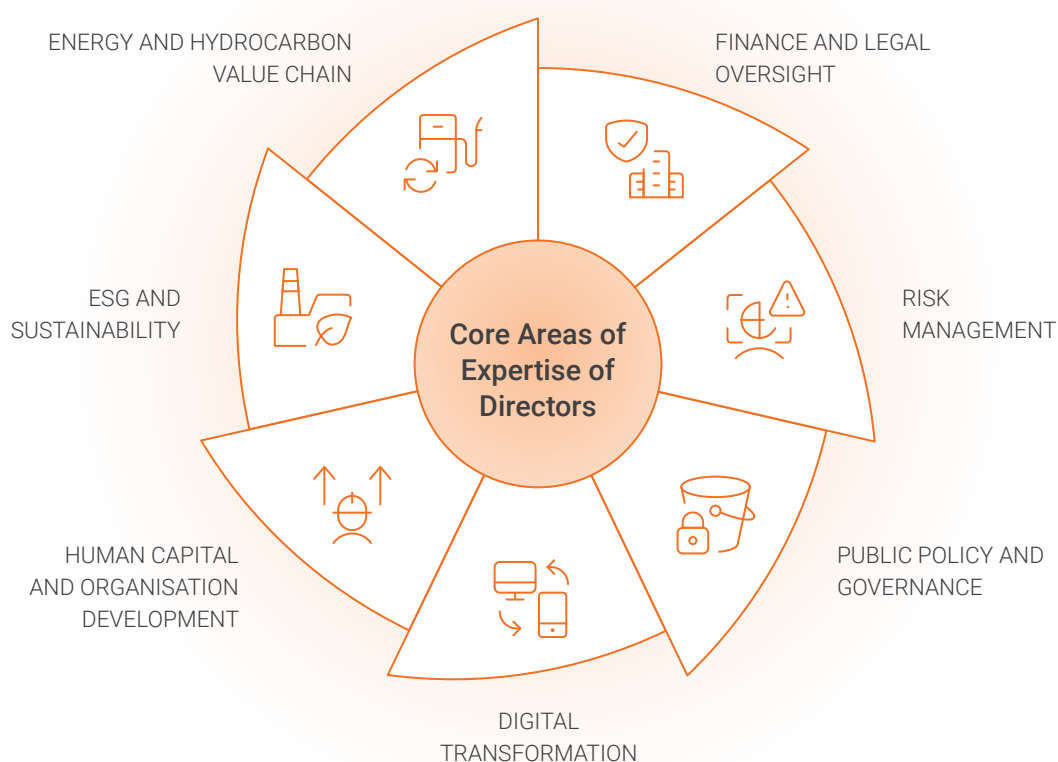 ENERGY AND HYDROCARBON
VALUE CHAIN
FINANCE AND LEGAL
OVERSIGHT
ESG AND
SUSTAINABILITY
Core Areas of
Expertise of
Directors
RISK
MANAGEMENT
HUMAN CAPITAL
AND ORGANISATION
DEVELOPMENT
PUBLIC POLICY AND
GOVERNANCE
DIGITAL
TRANSFORMATION